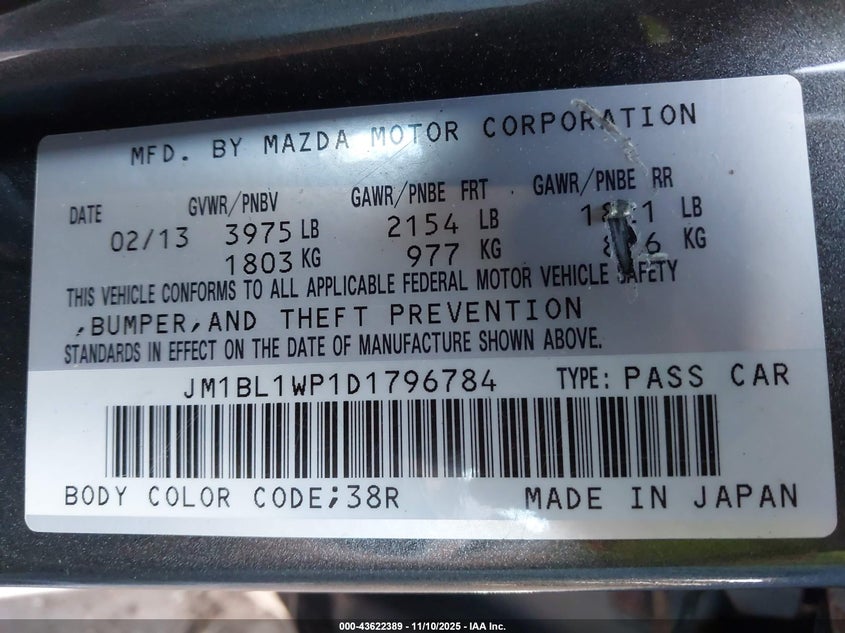 MFD. BY MAZDA MOTOR CORPORATION
DATE GVWR/PNBV GAWR/PNBE FRT GAWR/PNBE RR
02/13 3975 LB 2154 LB LB
1803 KG 977 KG KG
THIS VEHICLE CONFORMS TO ALL APPLICABLE FEDERAL MOTOR VEHICLE SAFETY
,BUMPER,AND THEFT PREVENTION
STANDARDS IN EFFECT ON THE DATE OF MANUFACTURE SHOWN ABOVE.
JM1BL1WP1D1796784 TYPE: PASS CAR
BODY COLOR CODE;38R MADE IN JAPAN
000-43622389 - 11/10/2025 - IAA Inc.